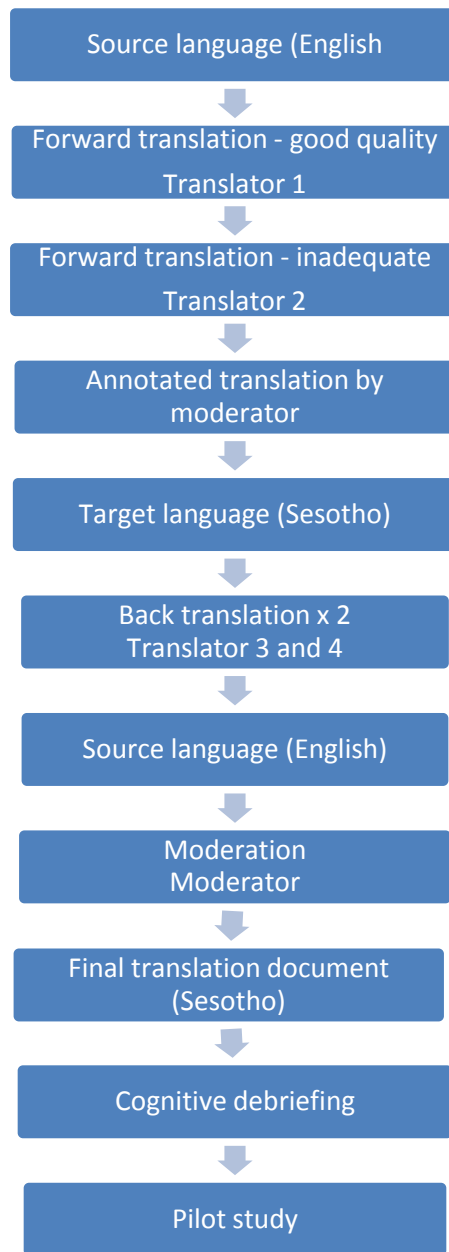 Source language (English
Forward translation - good quality
Translator 1
Forward translation - inadequate
Translator 2
Annotated translation by
moderator
Target language (Sesotho)
Back translation x 2
Translator 3 and 4
Source language (English)
Moderation
Moderator
Final translation document
(Sesotho)
Cognitive debriefing
Pilot study